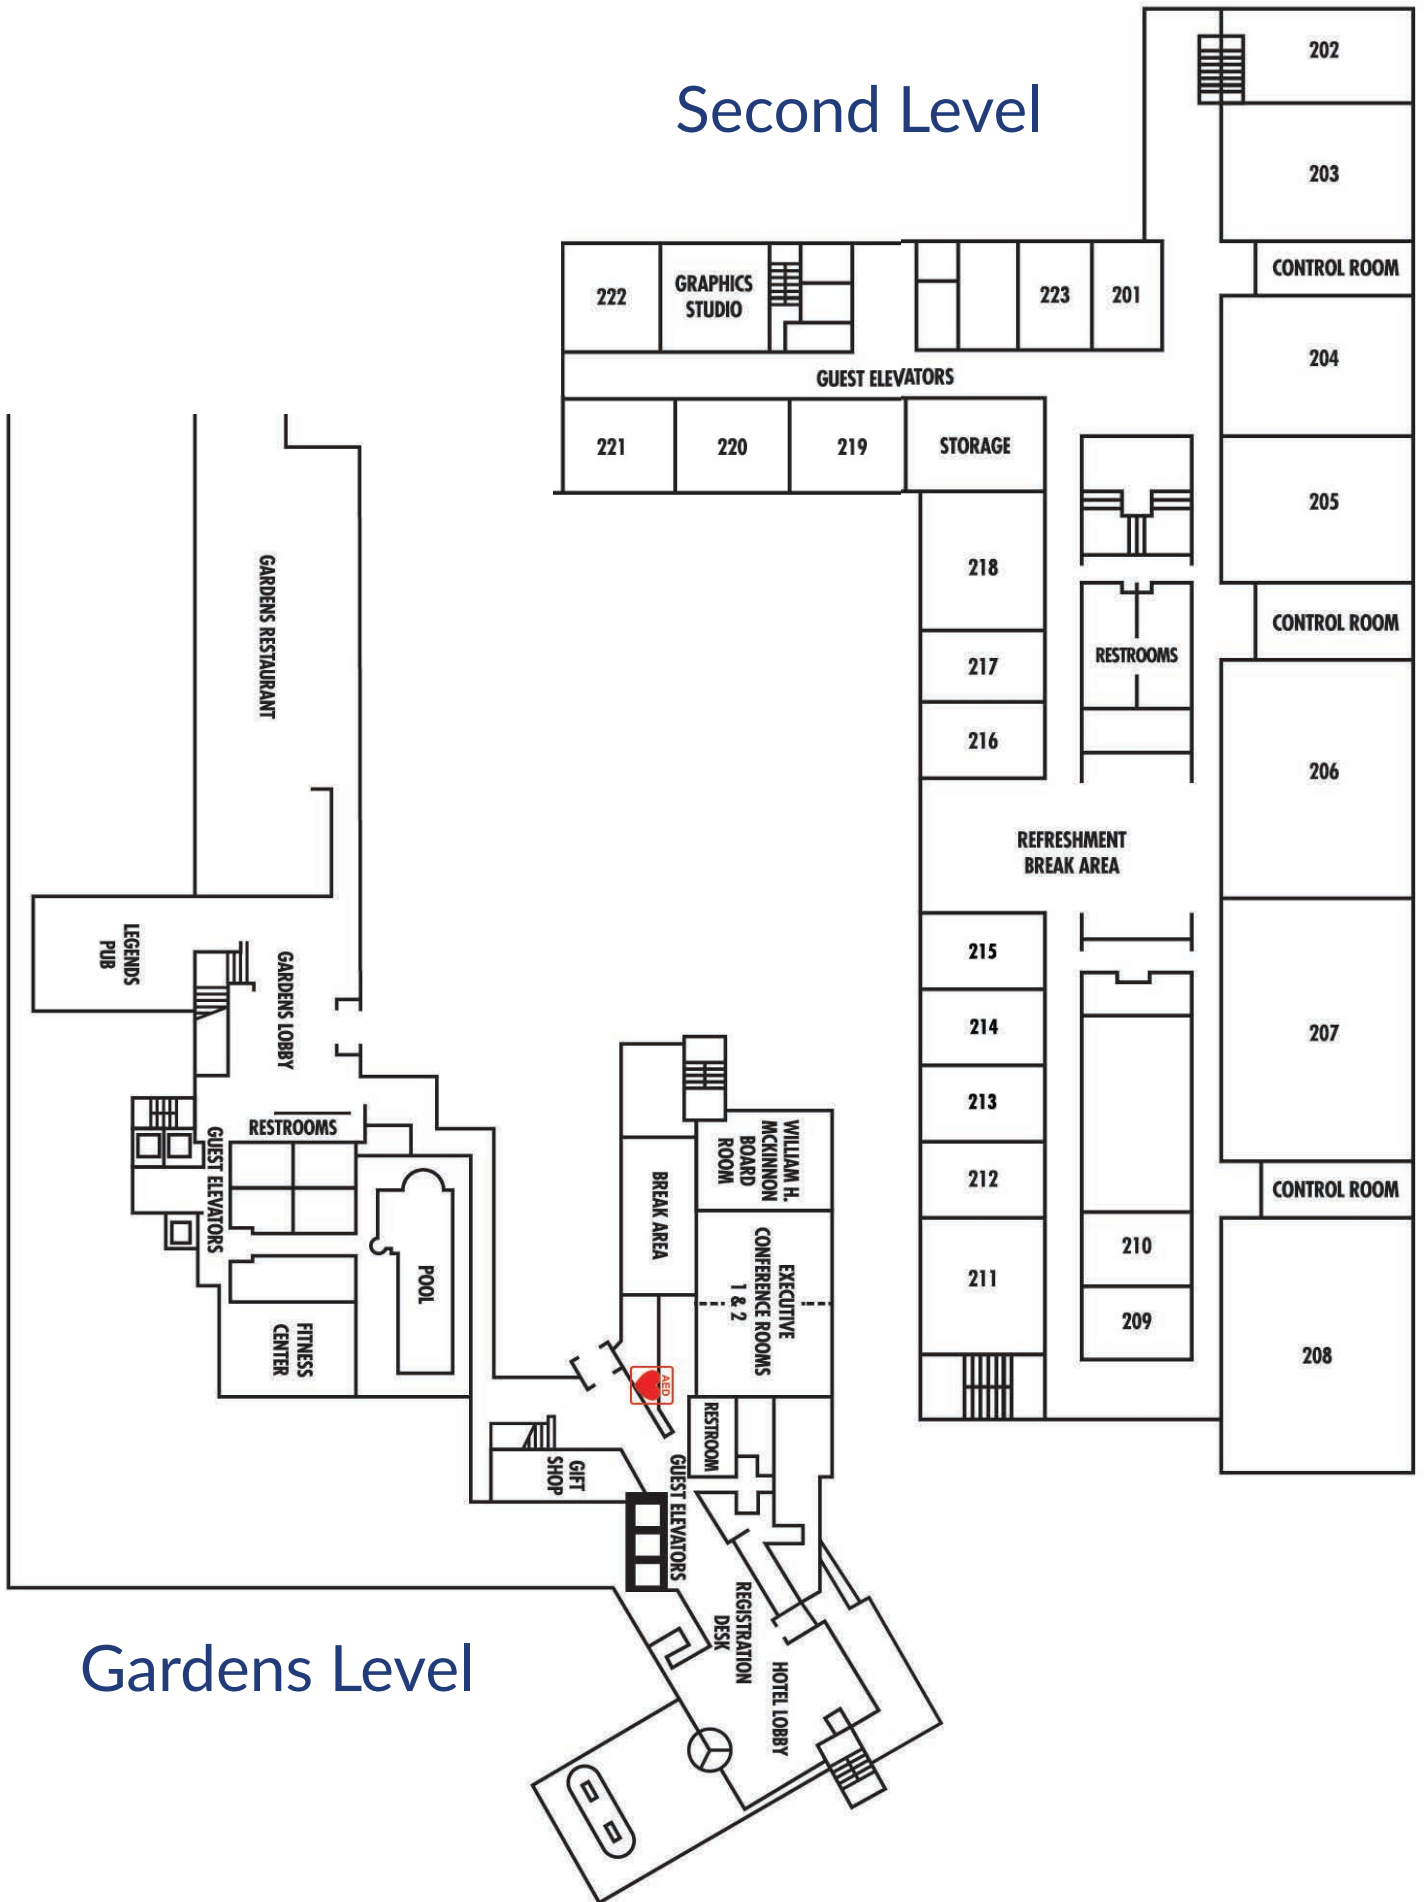 Second Level
202
203
CONTROL ROOM
222
GRAPHICS
STUDIO
223
201
204
GUEST ELEVATORS
221
220
219
STORAGE
205
218
CONTROL ROOM
217
RESTROOMS
216
206
REFRESHMENT
BREAK AREA
215
214
207
213
212
CONTROL ROOM
210
211
209
208
GARDENS RESTAURANT
LEGENDS
PUB
GARDENS LOBBY
RESTROOMS
GUEST ELEVATORS
POOL
FITNESS
CENTER
WILLIAM H.
MCKINNON
BOARD
ROOM
BREAK AREA
EXECUTIVE
CONFERENCE ROOMS
1 & 2
AED
RESTROOM
GIFT
SHOP
GUEST ELEVATORS
REGISTRATION
DESK
HOTEL LOBBY
Gardens Level